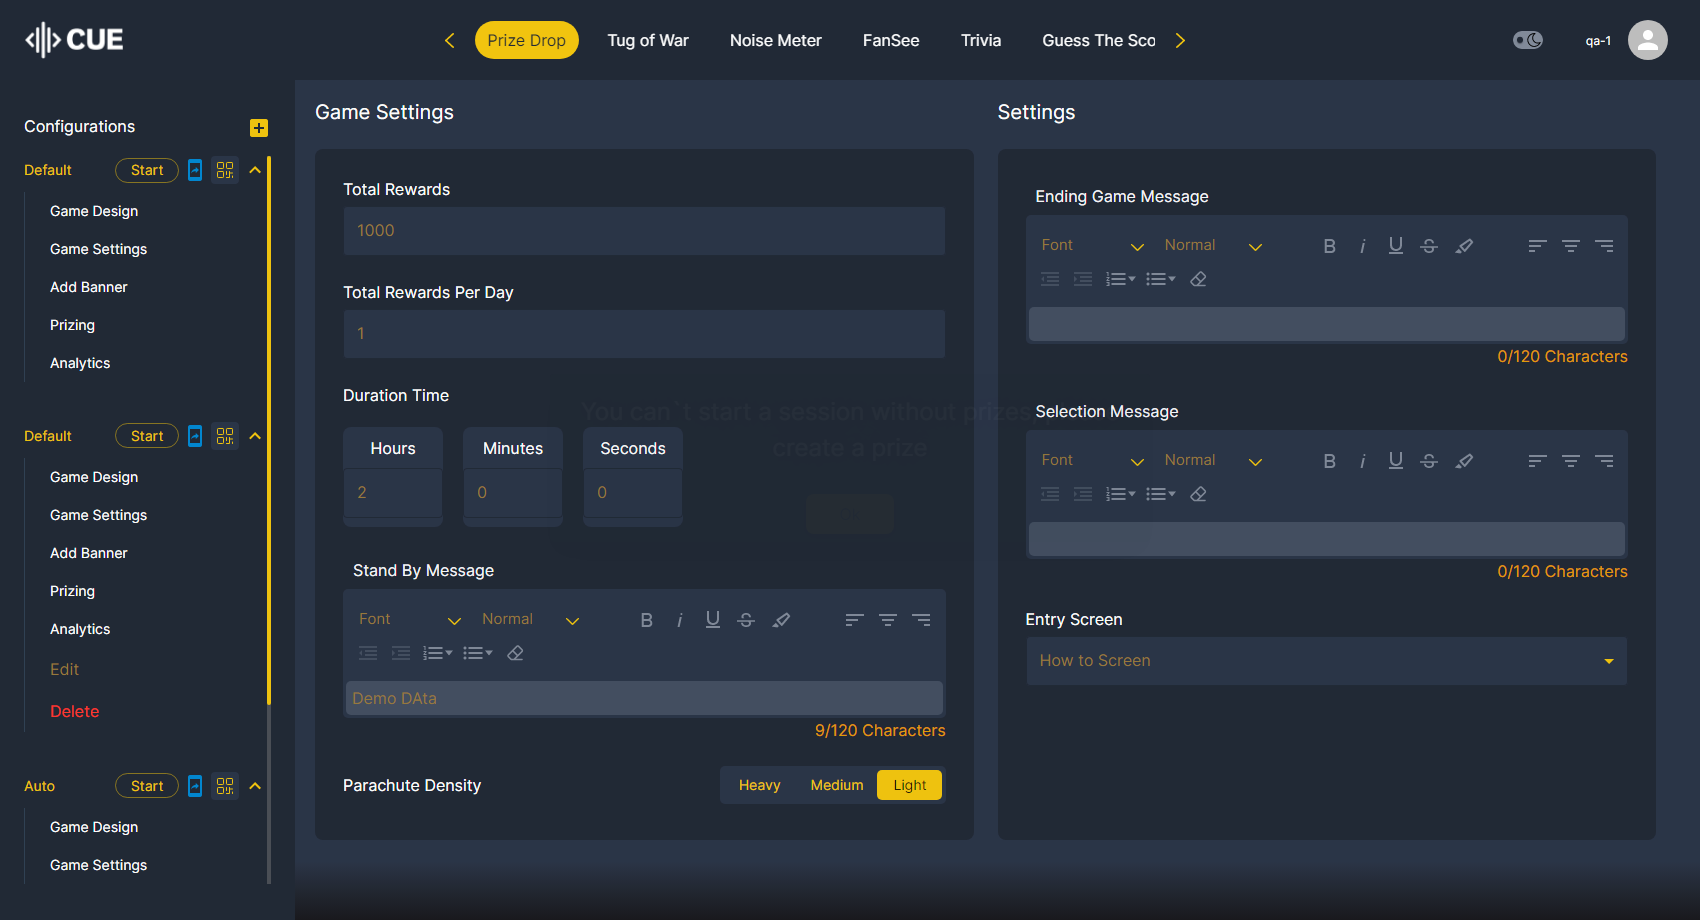 CUE
Prize Drop
Tug of War
Noise Meter
FanSee
Trivia
Guess The Sco
qa-1
Configurations
Default
Start
Game Design
Game Settings
Add Banner
Prizing
Analytics
Default
Start
Game Design
Game Settings
Add Banner
Prizing
Analytics
Edit
Delete
Auto
Start
Game Design
Game Settings
Game Settings
Total Rewards
1000
Total Rewards Per Day
1
Duration Time
Hours
Minutes
Seconds
2
0
0
You can`t start a session without prizes,
create a prize
Stand By Message
Font
Normal
Demo DAta
9/120 Characters
Parachute Density
Heavy
Medium
Light
Settings
Ending Game Message
Font
Normal
0/120 Characters
Selection Message
Font
Normal
0/120 Characters
Entry Screen
How to Screen